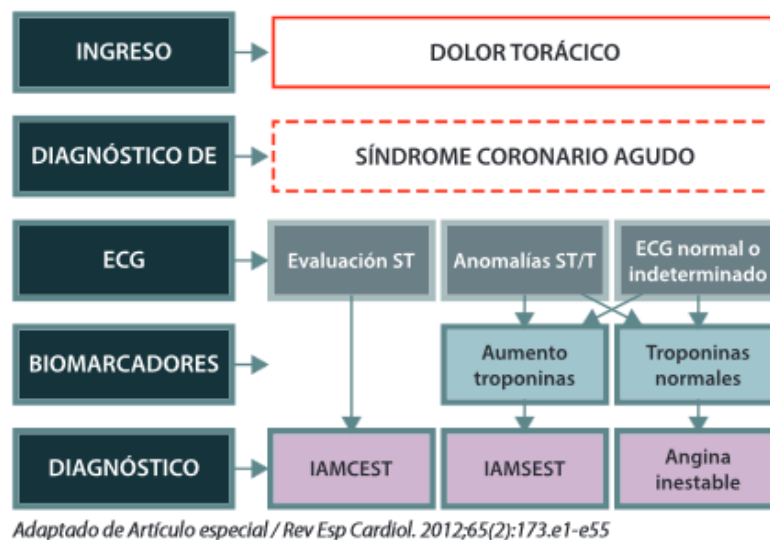 INGRESO
DOLOR TORÁCICO
DIAGNÓSTICO DE
SÍNDROME CORONARIO AGUDO
ECG
Evaluación ST
Anomalías ST/T
ECG normal o
indeterminado
BIOMARCADORES
Aumento
troponinas
Troponinas
normales
DIAGNÓSTICO
IAMCEST
IAMSEST
Angina
inestable
Adaptado de Artículo especial / Rev Esp Cardiol. 2012;65(2):173.e1-e55